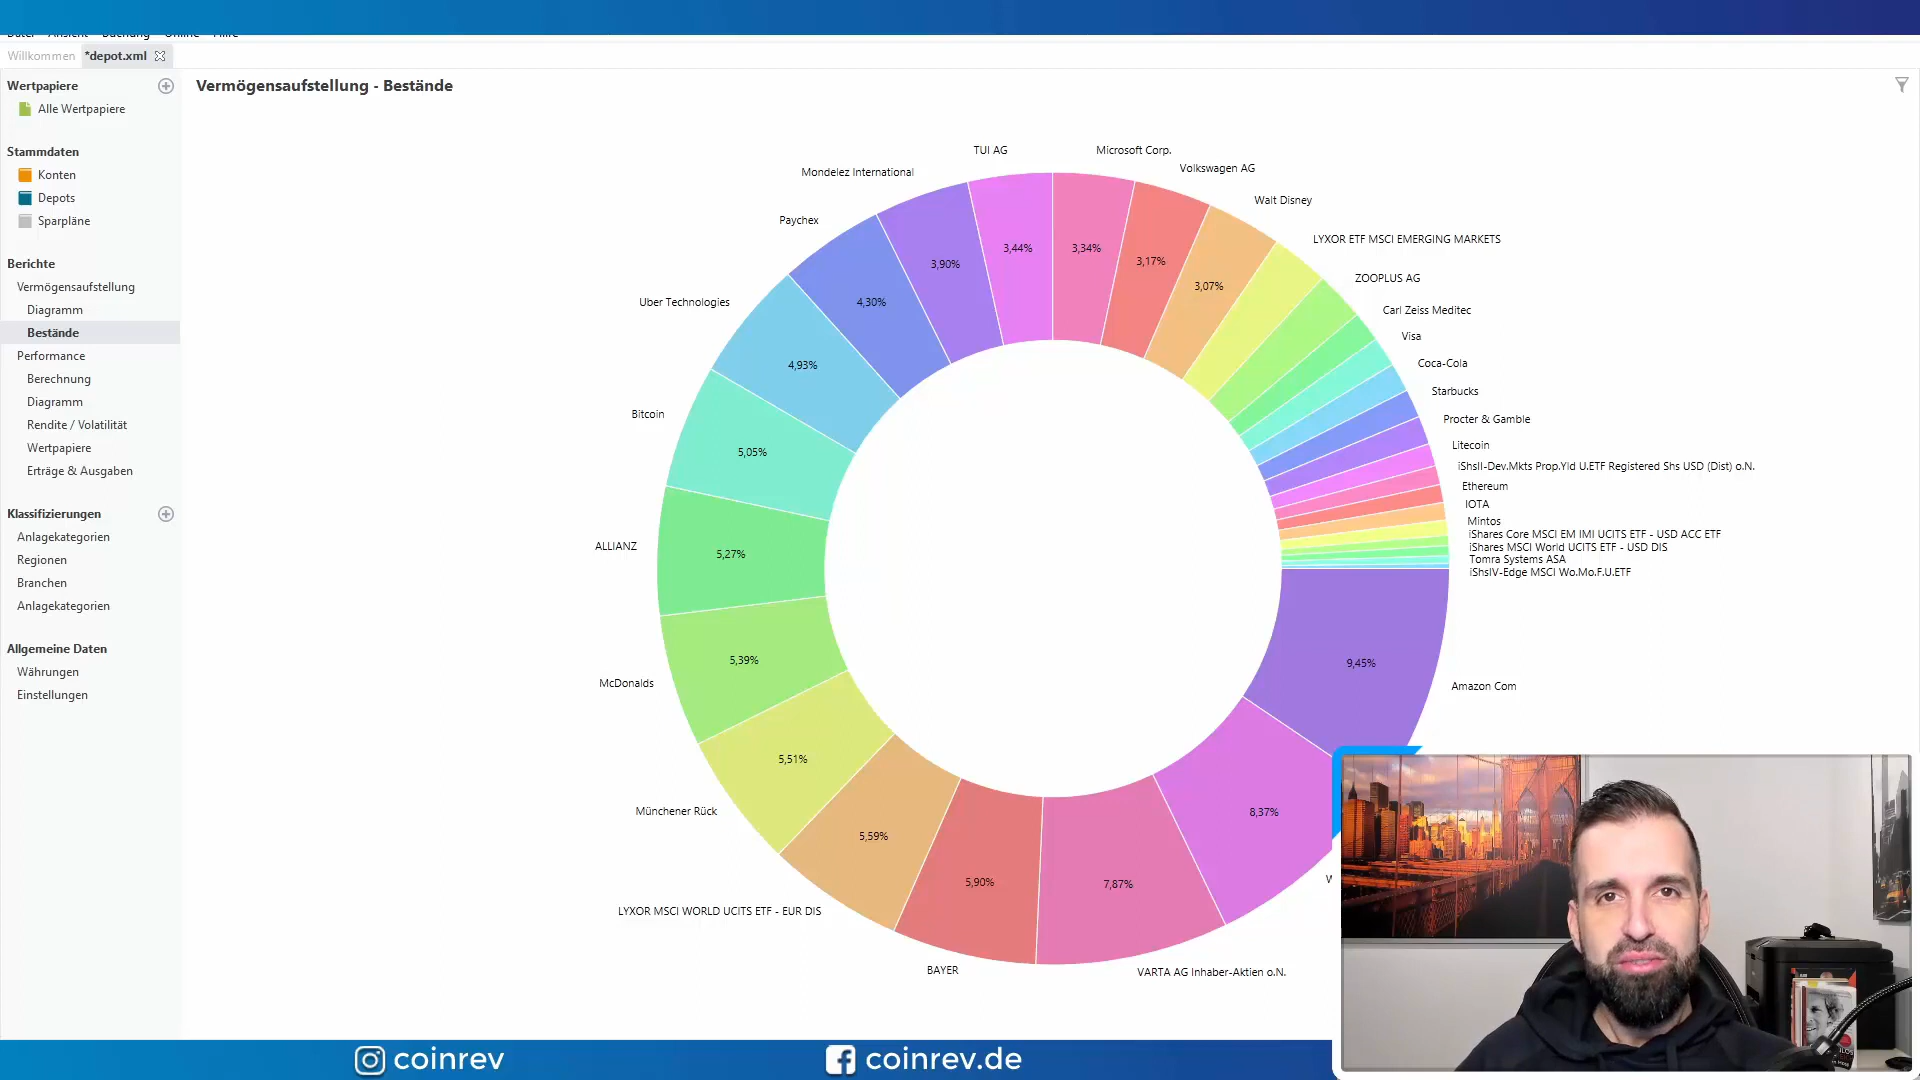 Datei Ansicht Buchung Online Hilfe
Willkommen
*depot.xml
Wertpapiere
Alle Wertpapiere
Stammdaten
Konten
Depots
Sparpläne
Berichte
Vermögensaufstellung
Diagramm
Bestände
Performance
Berechnung
Diagramm
Rendite / Volatilität
Wertpapiere
Erträge & Ausgaben
Klassifizierungen
Anlagekategorien
Regionen
Branchen
Anlagekategorien
Allgemeine Daten
Währungen
Einstellungen
Vermögensaufstellung - Bestände
TUI AG
Microsoft Corp.
Mondelez International
Volkswagen AG
Paychex
Walt Disney
LYXOR ETF MSCI EMERGING MARKETS
ZOOPLUS AG
Uber Technologies
Carl Zeiss Meditec
Visa
Coca-Cola
Starbucks
Bitcoin
Procter & Gamble
Litecoin
iShsII-Dev.Mkts Prop.Yld U.ETF Registered Shs USD (Dist) o.N.
Ethereum
IOTA
Mintos
iShares Core MSCI EM IMI UCITS ETF - USD ACC ETF
iShares MSCI World UCITS ETF - USD DIS
Tomra Systems ASA
iShsIV-Edge MSCI Wo.Mo.F.U.ETF
ALLIANZ
McDonalds
Amazon Com
Münchener Rück
LYXOR MSCI WORLD UCITS ETF - EUR DIS
BAYER
VARTA AG Inhaber-Aktien o.N.
3,44%
3,34%
3,17%
3,90%
3,07%
4,30%
4,93%
5,05%
5,27%
5,39%
9,45%
5,51%
8,37%
5,59%
5,90%
7,87%
coinrev
coinrev.de